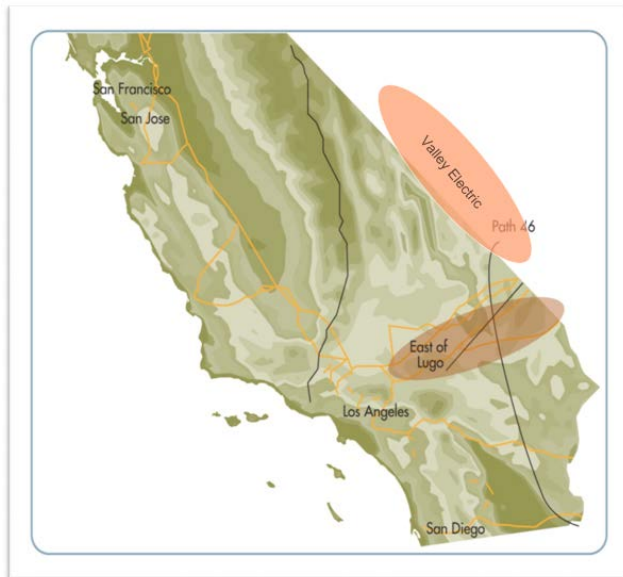 San Francisco
San Jose
Valley Electric
Path 46
East of
Lugo
Los Angeles
San Diego